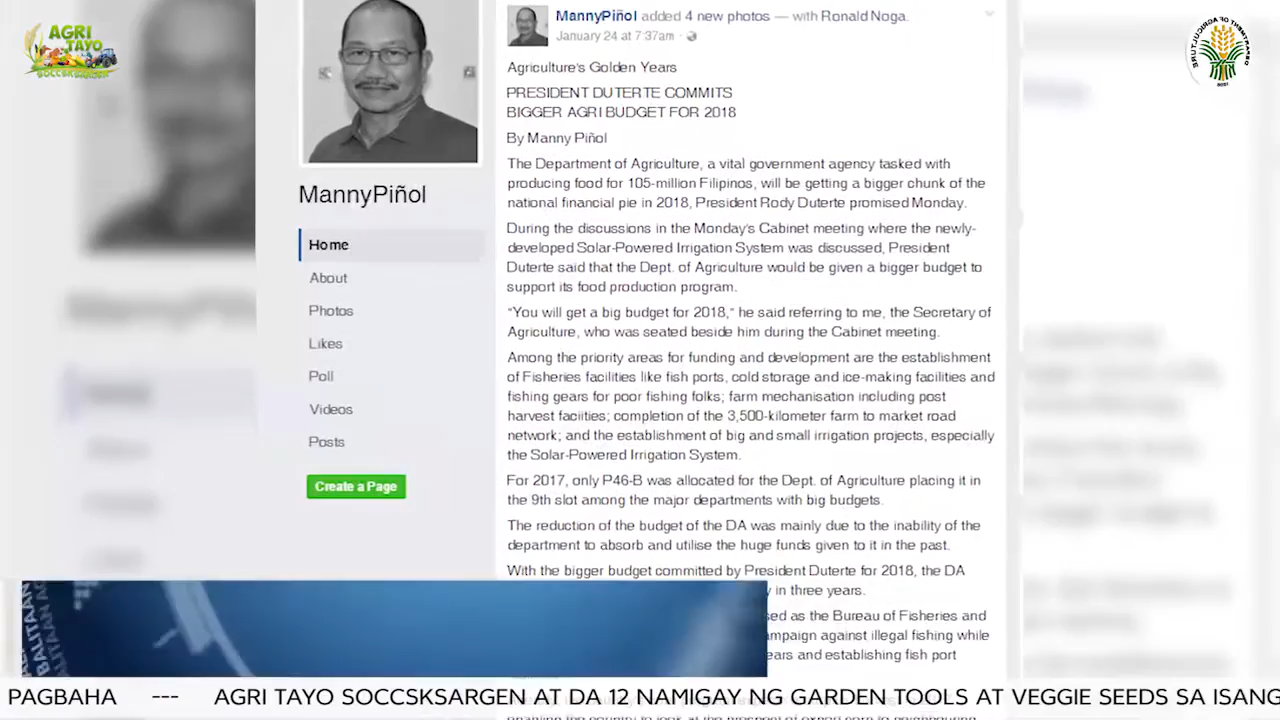 AGRI
TAYO
SOCCSKSARGEN
MannyPiñol added 4 new photos — with Ronald Noga.
January 24 at 7:37am ·
Agriculture's Golden Years
PRESIDENT DUTERTE COMMITS
BIGGER AGRI BUDGET FOR 2018
By Manny Piñol
The Department of Agriculture, a vital government agency tasked with
producing food for 105-million Filipinos, will be getting a bigger chunk of the
national financial pie in 2018, President Rody Duterte promised Monday.
During the discussions in the Monday's Cabinet meeting where the newly-
developed Solar-Powered Irrigation System was discussed, President
Duterte said that the Dept. of Agriculture would be given a bigger budget to
support its food production program.
"You will get a big budget for 2018," he said referring to me, the Secretary of
Agriculture, who was seated beside him during the Cabinet meeting.
Among the priority areas for funding and development are the establishment
of Fisheries facilities like fish ports, cold storage and ice-making facilities and
fishing gears for poor fishing folks; farm mechanisation including post
harvest faciities; completion of the 3,500-kilometer farm to market road
network; and the establishment of big and small irrigation projects, especially
the Solar-Powered Irrigation System.
For 2017, only P46-B was allocated for the Dept. of Agriculture placing it in
the 9th slot among the major departments with big budgets.
The reduction of the budget of the DA was mainly due to the inability of the
department to absorb and utilise the huge funds given to it in the past.
With the bigger budget committed by President Duterte for 2018, the DA
y in three years.
sed as the Bureau of Fisheries and
ampaign against illegal fishing while
ears and establishing fish port
MannyPiñol
Home
About
Photos
Likes
Poll
Videos
Posts
Create a Page
DEPARTMENT OF AGRICULTURE
1898
BALITAAN
PAGBAHA --- AGRI TAYO SOCCSKSARGEN AT DA 12 NAMIGAY NG GARDEN TOOLS AT VEGGIE SEEDS SA ISANG